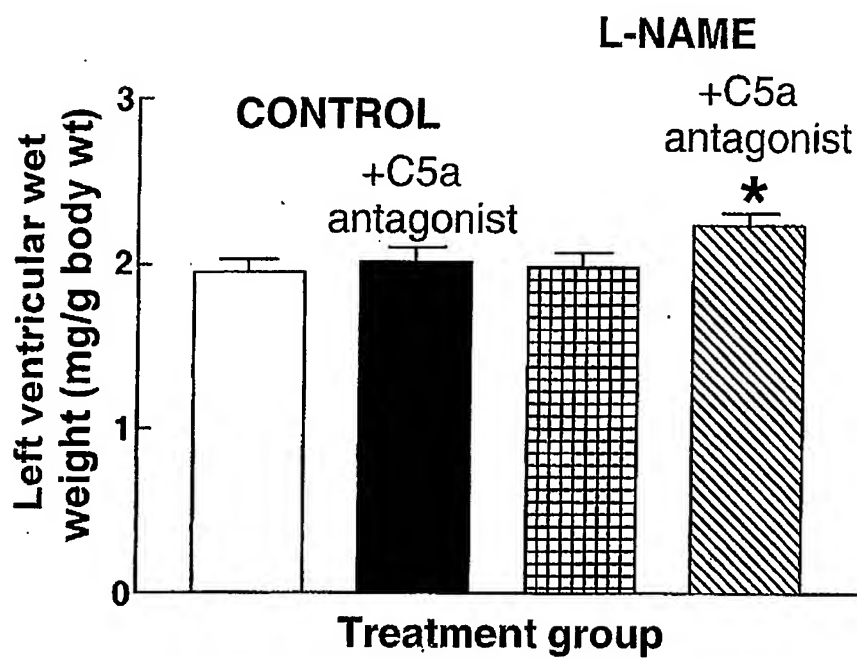 L-NAME
+C5a
antagonist
*
CONTROL
+C5a
antagonist
3
2
1
0
Left ventricular wet
weight (mg/g body wt)
Treatment group